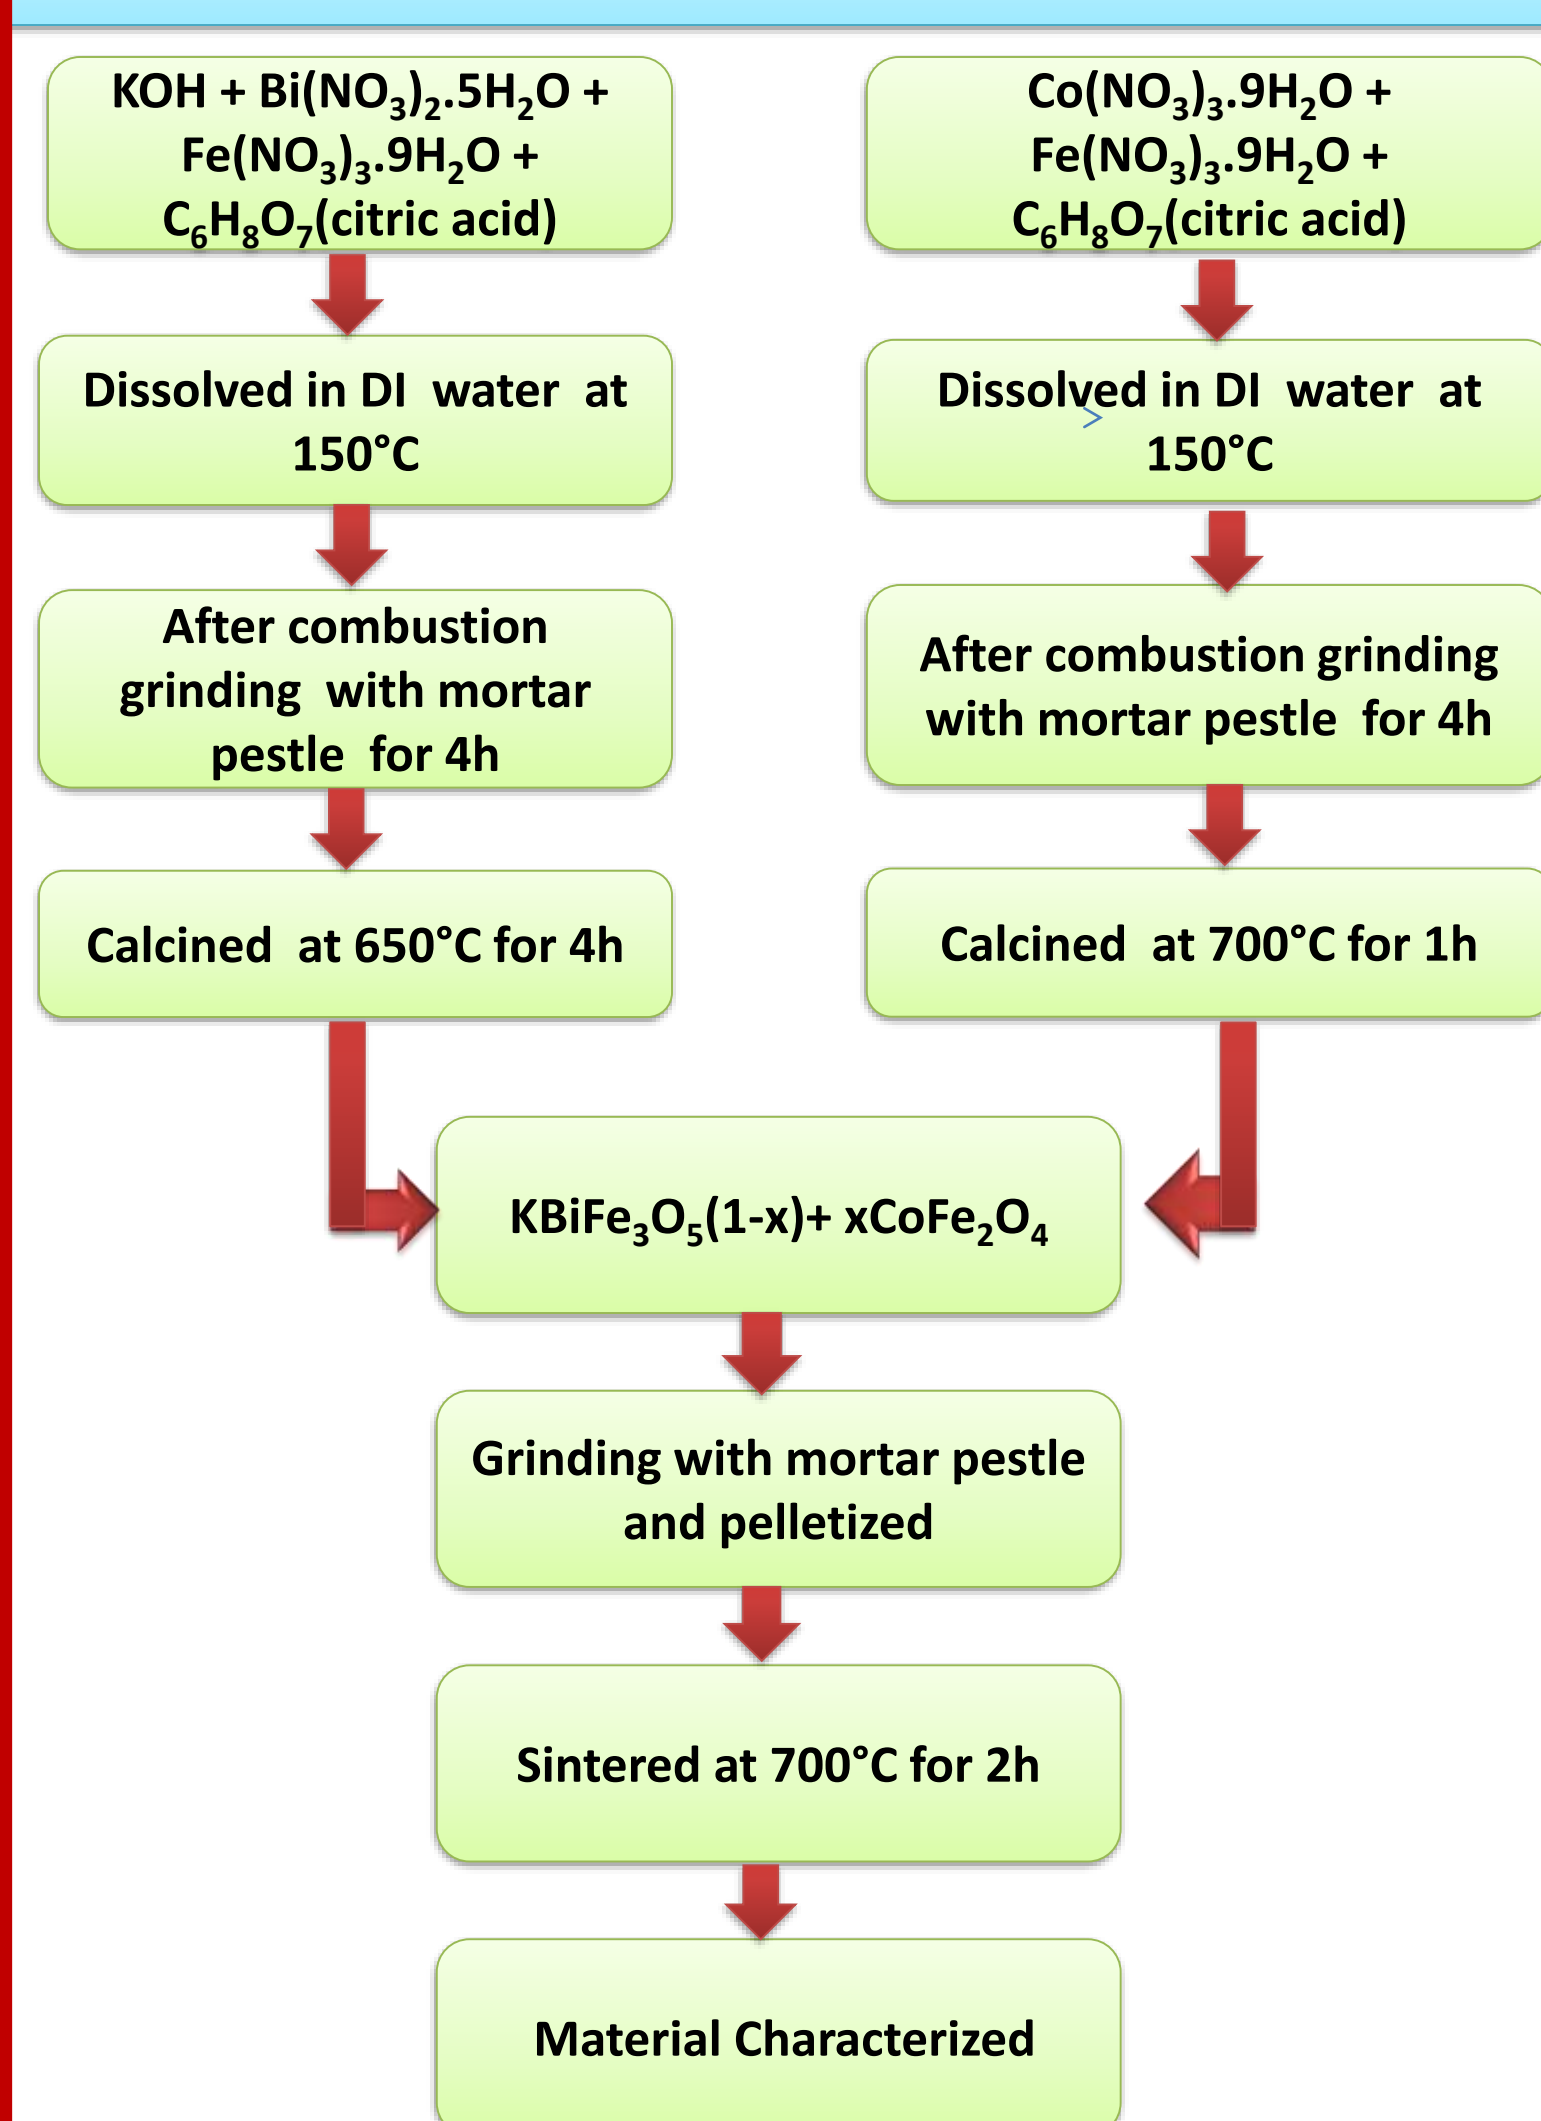 KOH + Bi(NO₃)₂.5H₂O +
Fe(NO₃)₃.9H₂O +
C₆H₈O₇(citric acid)
Dissolved in DI water at
150°C
After combustion
grinding with mortar
pestle for 4h
Calcined at 650°C for 4h
Co(NO₃)₃.9H₂O +
Fe(NO₃)₃.9H₂O +
C₆H₈O₇(citric acid)
Dissolved in DI water at
>
150°C
After combustion grinding
with mortar pestle for 4h
Calcined at 700°C for 1h
KBiFe₃O₅(1-x)+ xCoFe₂O₄
Grinding with mortar pestle
and pelletized
Sintered at 700°C for 2h
Material Characterized